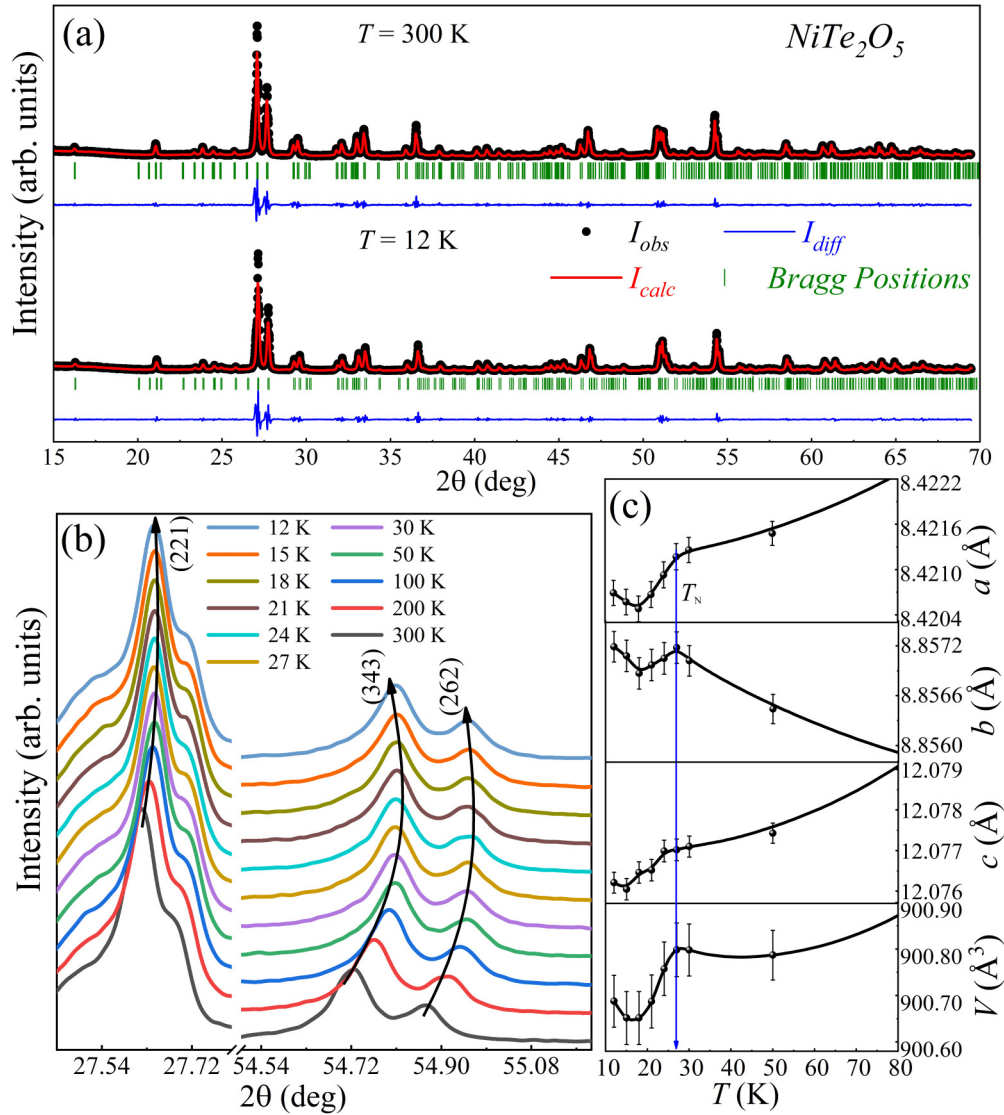 (a)
T = 300 K
NiTe₂O₅
Intensity (arb. units)
T = 12 K
I_obs
I_diff
I_calc
Bragg Positions
15 20 25 30 35 40 45 50 55 60 65 70
2θ (deg)
(b)
(221)
12 K
15 K
18 K
21 K
24 K
27 K
30 K
50 K
100 K
200 K
300 K
(343)
(262)
Intensity (arb. units)
27.54 27.72 54.54 54.72 54.90 55.08
2θ (deg)
(c)
8.4222
8.4216
8.4210
8.4204
a (Å)
T_N
8.8572
8.8566
8.8560
b (Å)
12.079
12.078
12.077
12.076
c (Å)
900.90
900.80
900.70
900.60
V (Å³)
10 20 30 40 50 60 70 80
T (K)